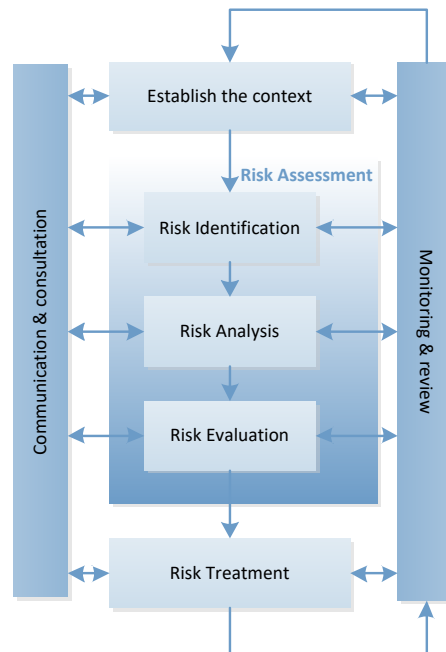 Establish the context
Risk Assessment
Risk Identification
Risk Analysis
Risk Evaluation
Risk Treatment
Communication & consultation
Monitoring & review